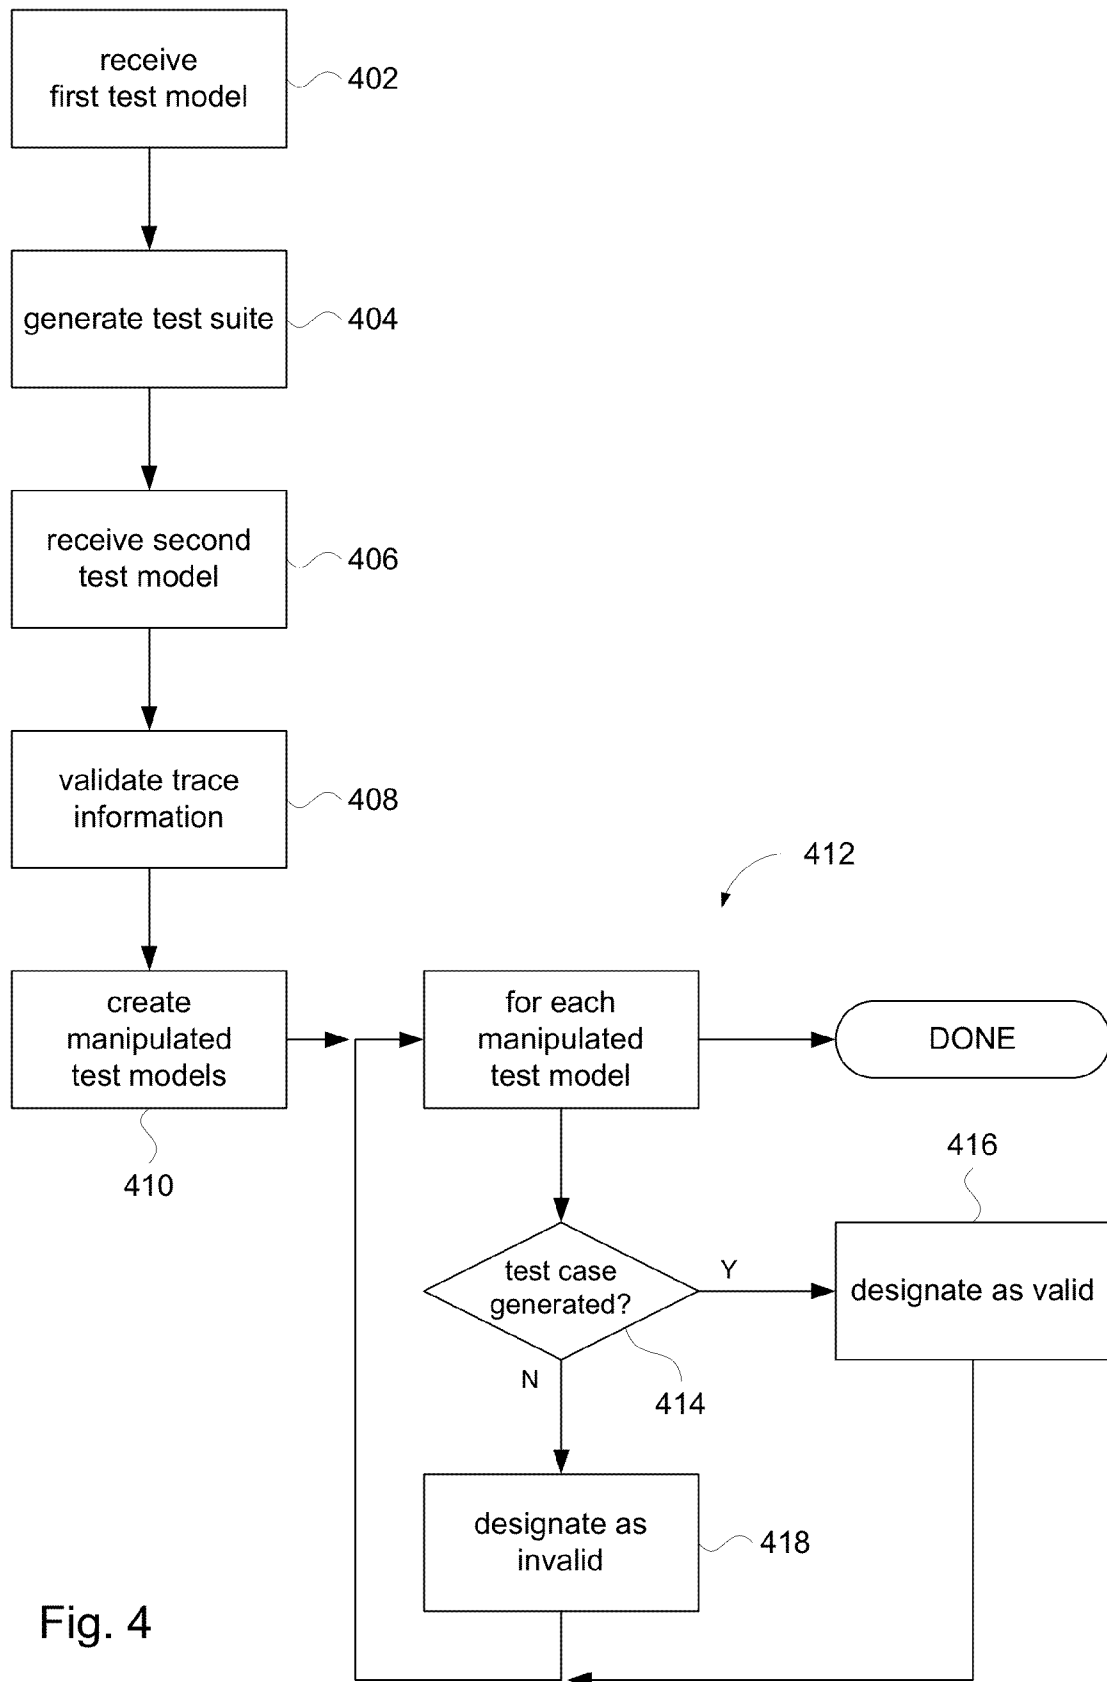 receive
first test model
402
generate test suite
404
receive second
test model
406
validate trace
information
408
412
create
manipulated
test models
410
for each
manipulated
test model
DONE
416
test case
generated?
Y
designate as valid
N
414
designate as
invalid
418
Fig. 4